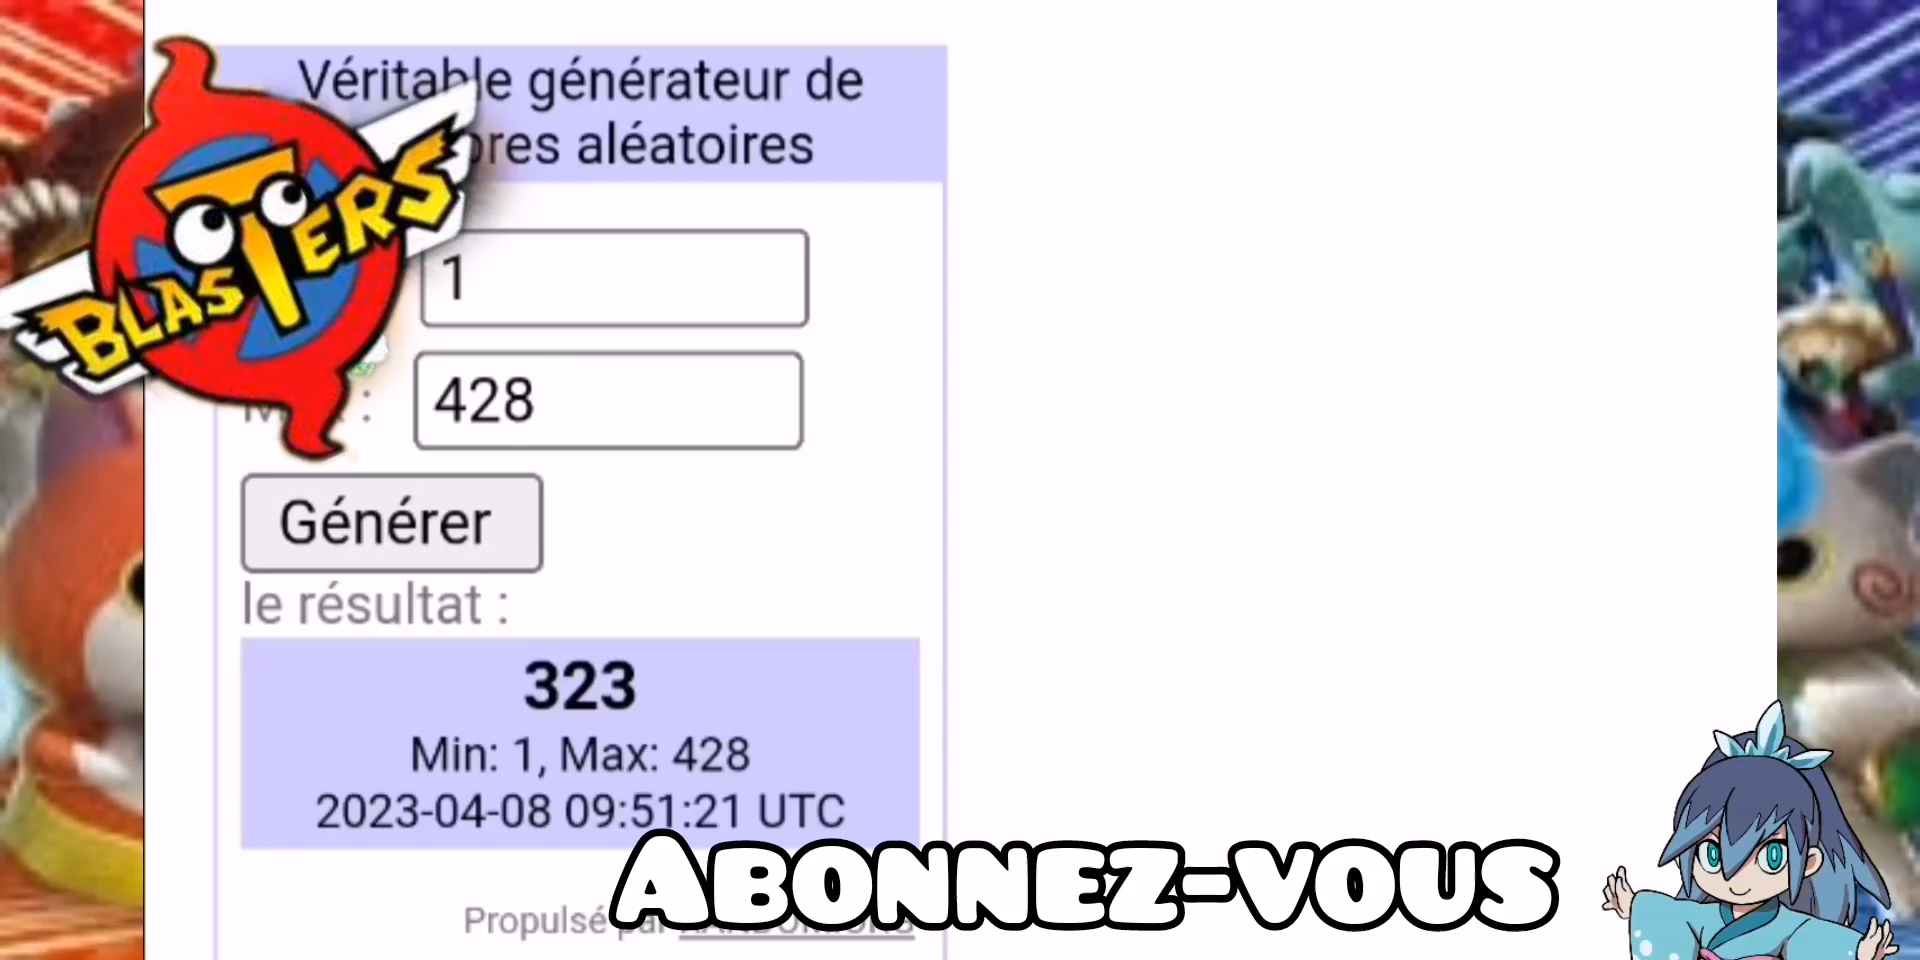 Véritable générateur de
aléatoires
BLASTERS
1
428
Générer
le résultat :
323
Min: 1, Max: 428
2023-04-08 09:51:21 UTC
Propulsé par
ABONNEZ-VOUS